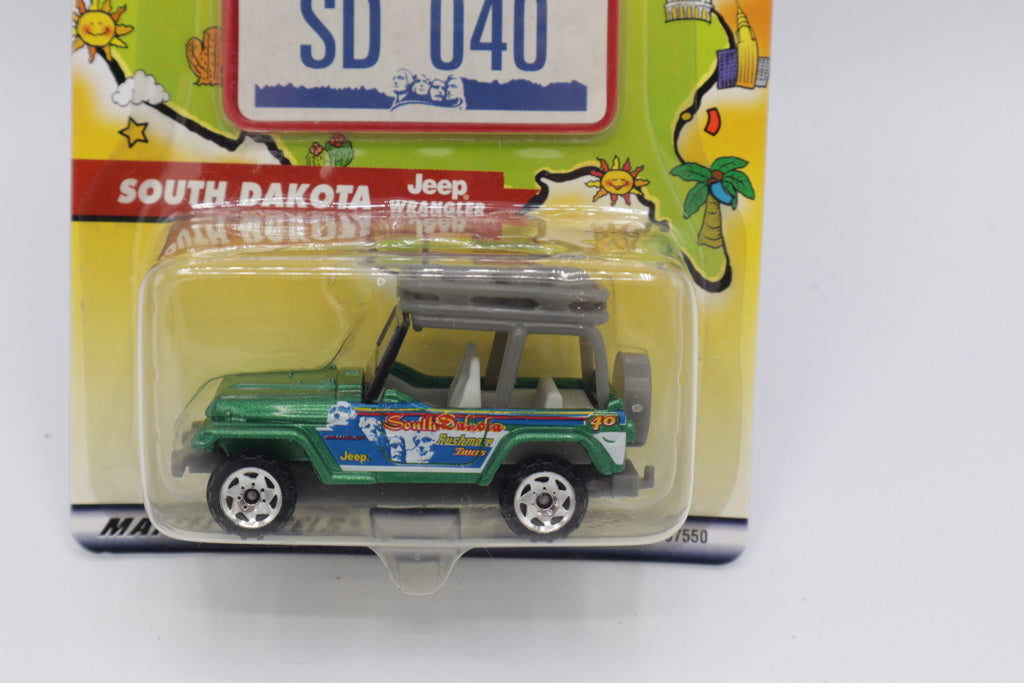 SD 040
SOUTH DAKOTA
Jeep
WRANGLER
South Dakota
40
Rushmore
Tours
Jeep